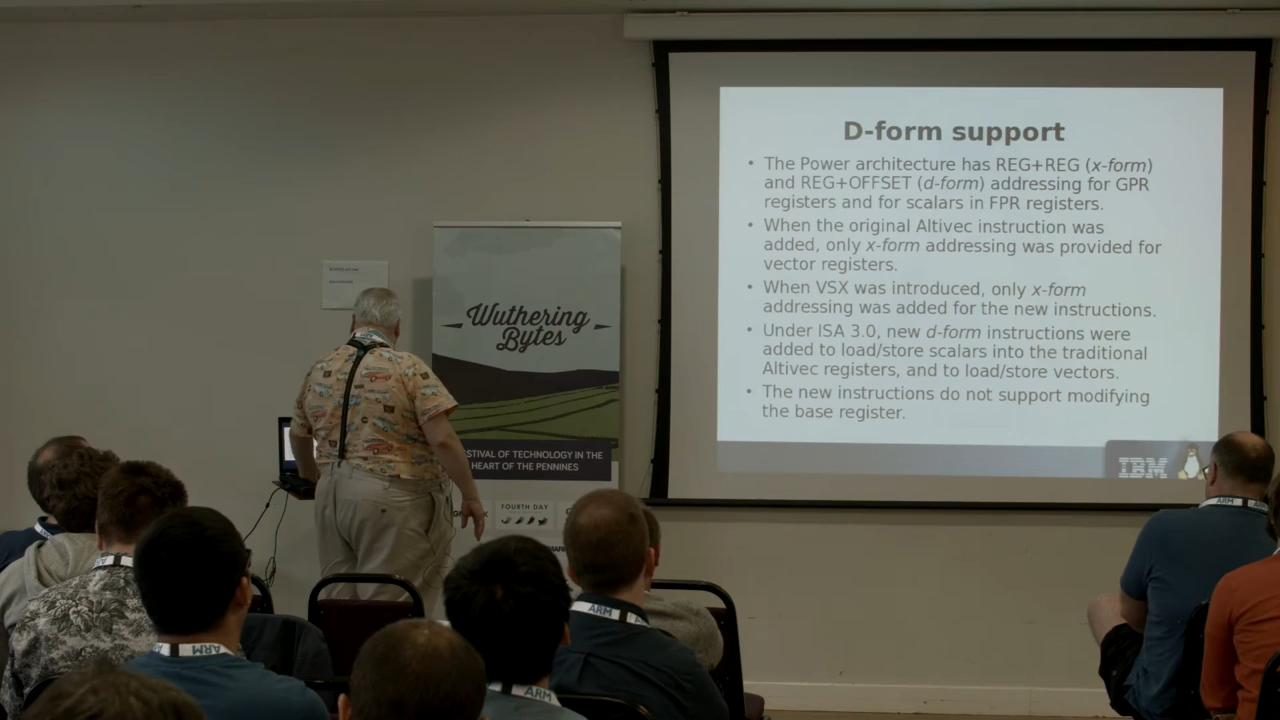 D-form support
• The Power architecture has REG+REG (x-form)
and REG+OFFSET (d-form) addressing for GPR
registers and for scalars in FPR registers.
• When the original Altivec instruction was
added, only x-form addressing was provided for
vector registers.
• When VSX was introduced, only x-form
addressing was added for the new instructions.
• Under ISA 3.0, new d-form instructions were
added to load/store scalars into the traditional
Altivec registers, and to load/store vectors.
• The new instructions do not support modifying
the base register.
IBM
Wuthering
Bytes
STIVAL OF TECHNOLOGY IN THE
HEART OF THE PENNINES
FOURTH DAY
ARM
ARM
ARM
ARM